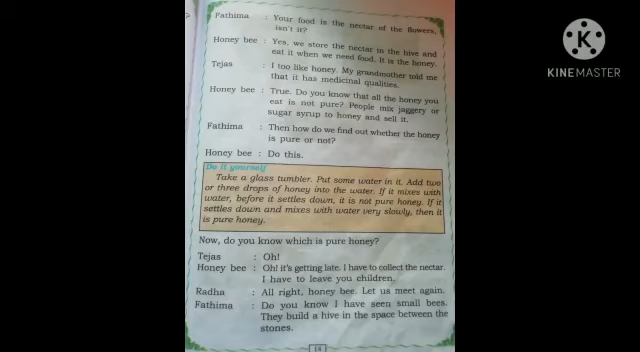 Fathima : Your food is the nectar of the flowers,
isn't it?
Honey bee : Yes, we store the nectar in the hive and
eat it when we need food. It is the honey.
Tejas : I too like honey. My grandmother told me
that it has medicinal qualities.
Honey bee : True. Do you know that all the honey you
eat is not pure? People mix jaggery or
sugar syrup to honey and sell it.
Fathima : Then how do we find out whether the honey
is pure or not?
Honey bee : Do this.
Do it yourself
Take a glass tumbler. Put some water in it. Add two
or three drops of honey into the water. If it mixes with
water, before it settles down, it is not pure honey. If it
settles down and mixes with water very slowly, then it
is pure honey.
Now, do you know which is pure honey?
Tejas : Oh!
Honey bee : Oh! it's getting late. I have to collect the nectar.
I have to leave you children.
Radha : All right, honey bee. Let us meet again.
Fathima : Do you know I have seen small bees.
They build a hive in the space between the
stones.
14
K
KINEMASTER